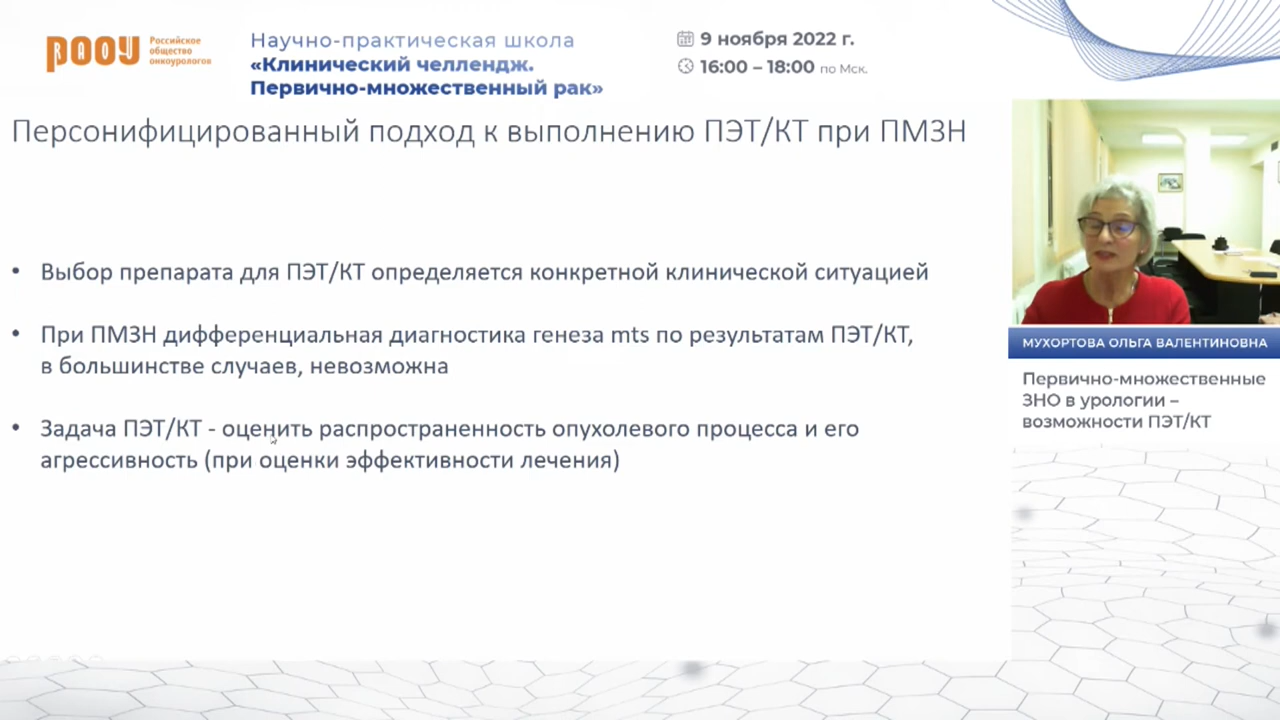 РАОУ
Российское
общество
онкоурологов
Научно-практическая школа
«Клинический челлендж.
Первично-множественный рак»
9 ноября 2022 г.
16:00 – 18:00 по Мск.
Персонифицированный подход к выполнению ПЭТ/КТ при ПМЗН
• Выбор препарата для ПЭТ/КТ определяется конкретной клинической ситуацией
• При ПМЗН дифференциальная диагностика генеза mts по результатам ПЭТ/КТ,
в большинстве случаев, невозможна
• Задача ПЭТ/КТ - оценить распространенность опухолевого процесса и его
агрессивность (при оценки эффективности лечения)
МУХОРТОВА ОЛЬГА ВАЛЕНТИНОВНА
Первично-множественные
ЗНО в урологии –
возможности ПЭТ/КТ